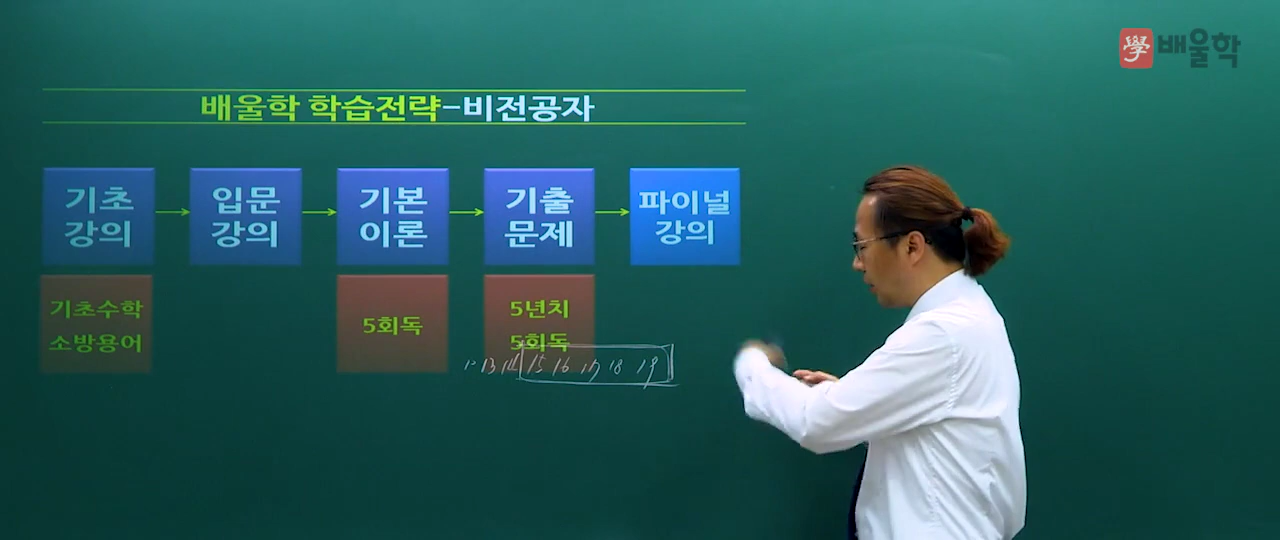 學 배울학
배울학 학습전략-비전공자
기초
강의
입문
강의
기본
이론
기출
문제
파이널
강의
기초수학
소방용어
5회독
5년치
5회독
13 14 15 16 17 18 19